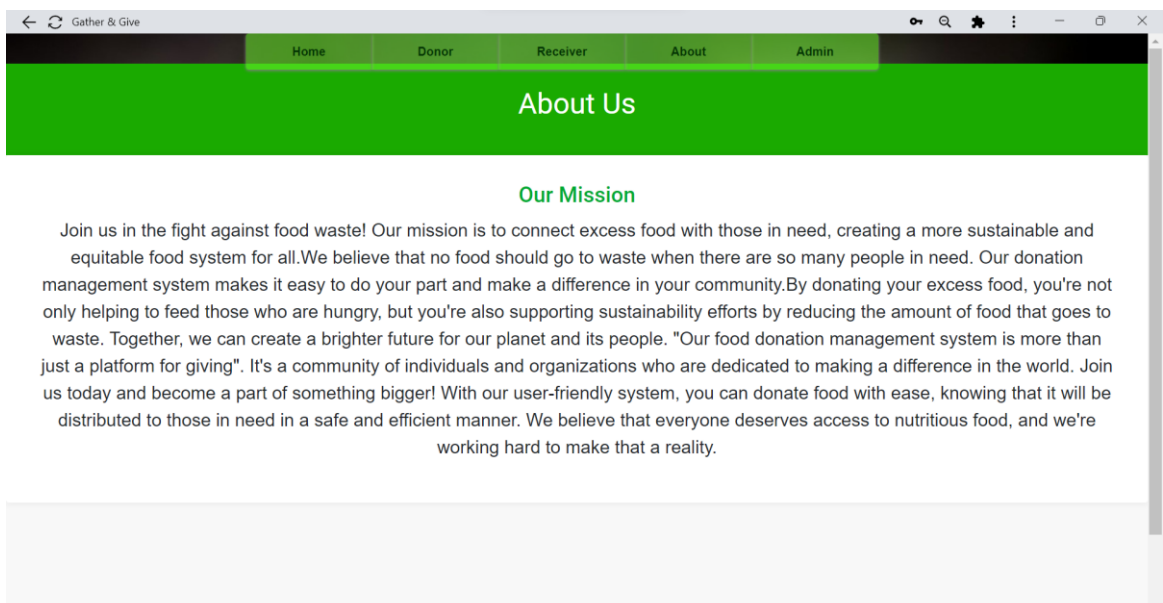 Gather & Give
Home Donor Receiver About Admin
About Us
Our Mission
Join us in the fight against food waste! Our mission is to connect excess food with those in need, creating a more sustainable and
equitable food system for all.We believe that no food should go to waste when there are so many people in need. Our donation
management system makes it easy to do your part and make a difference in your community.By donating your excess food, you're not
only helping to feed those who are hungry, but you're also supporting sustainability efforts by reducing the amount of food that goes to
waste. Together, we can create a brighter future for our planet and its people. "Our food donation management system is more than
just a platform for giving". It's a community of individuals and organizations who are dedicated to making a difference in the world. Join
us today and become a part of something bigger! With our user-friendly system, you can donate food with ease, knowing that it will be
distributed to those in need in a safe and efficient manner. We believe that everyone deserves access to nutritious food, and we're
working hard to make that a reality.